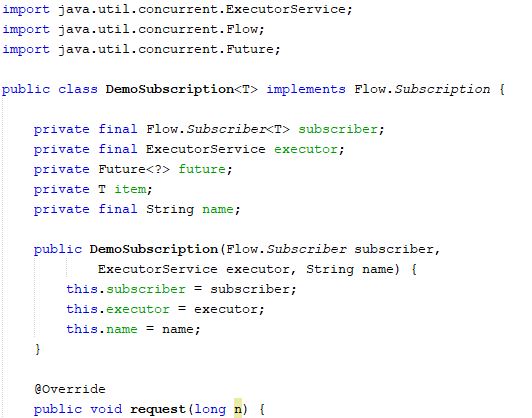 import java.util.concurrent.ExecutorService;
import java.util.concurrent.Flow;
import java.util.concurrent.Future;

public class DemoSubscription<T> implements Flow.Subscription {

    private final Flow.Subscriber<T> subscriber;
    private final ExecutorService executor;
    private Future<?> future;
    private T item;
    private final String name;

    public DemoSubscription(Flow.Subscriber subscriber,
            ExecutorService executor, String name) {
        this.subscriber = subscriber;
        this.executor = executor;
        this.name = name;
    }

    @Override
    public void request(long n) {